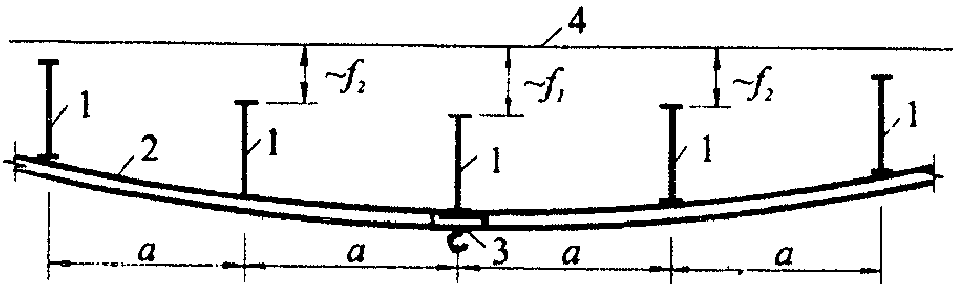 4
~f₂ ~f₁ ~f₂
1 1 1 1 1
2
3
a a a a